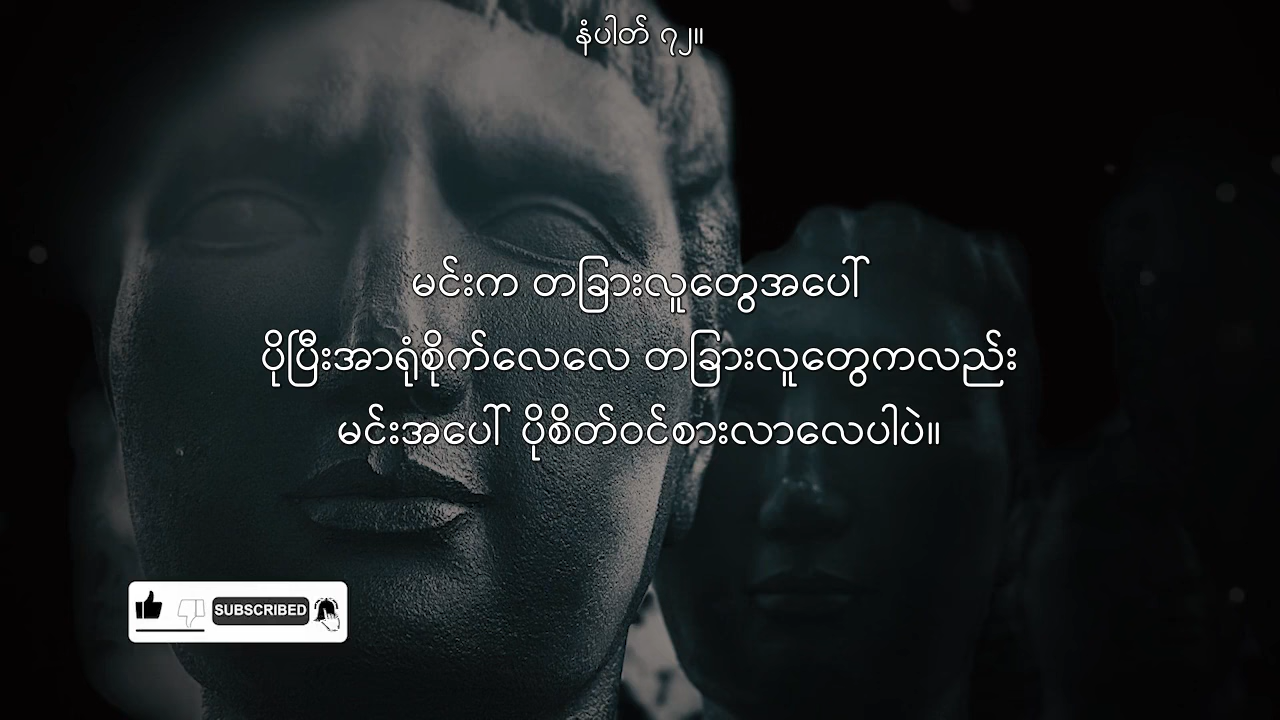 နံပါတ် ၇၂။
မင်းက တခြားလူတွေအပေါ်
ပိုပြီးအာရုံစိုက်လေလေ တခြားလူတွေကလည်း
မင်းအပေါ် ပိုစိတ်ဝင်စားလာလေပါပဲ။
SUBSCRIBED